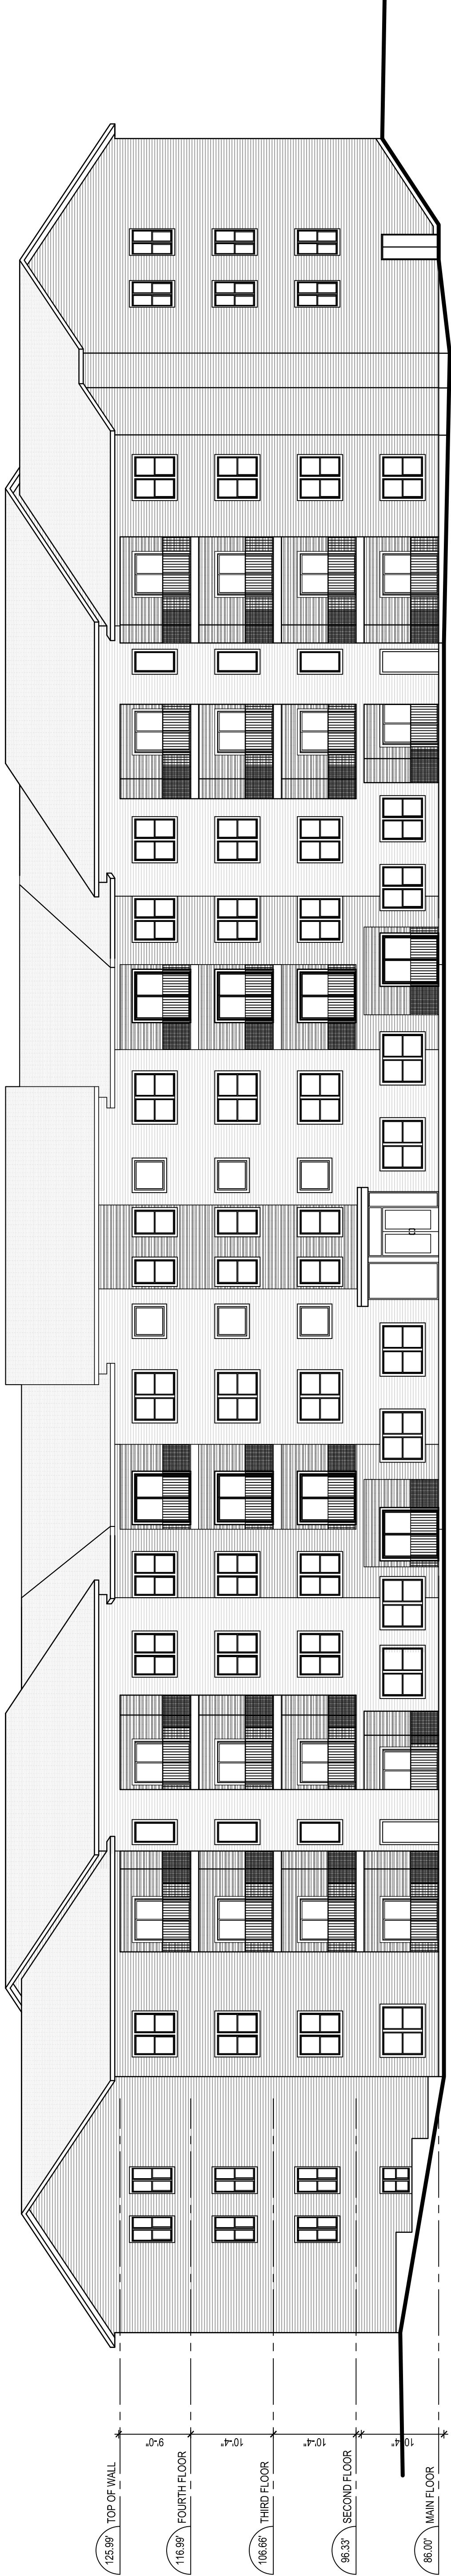 125.99' TOP OF WALL
9'-0"
116.99' FOURTH FLOOR
10'-4"
106.66' THIRD FLOOR
10'-4"
96.33' SECOND FLOOR
10'-4"
86.00' MAIN FLOOR